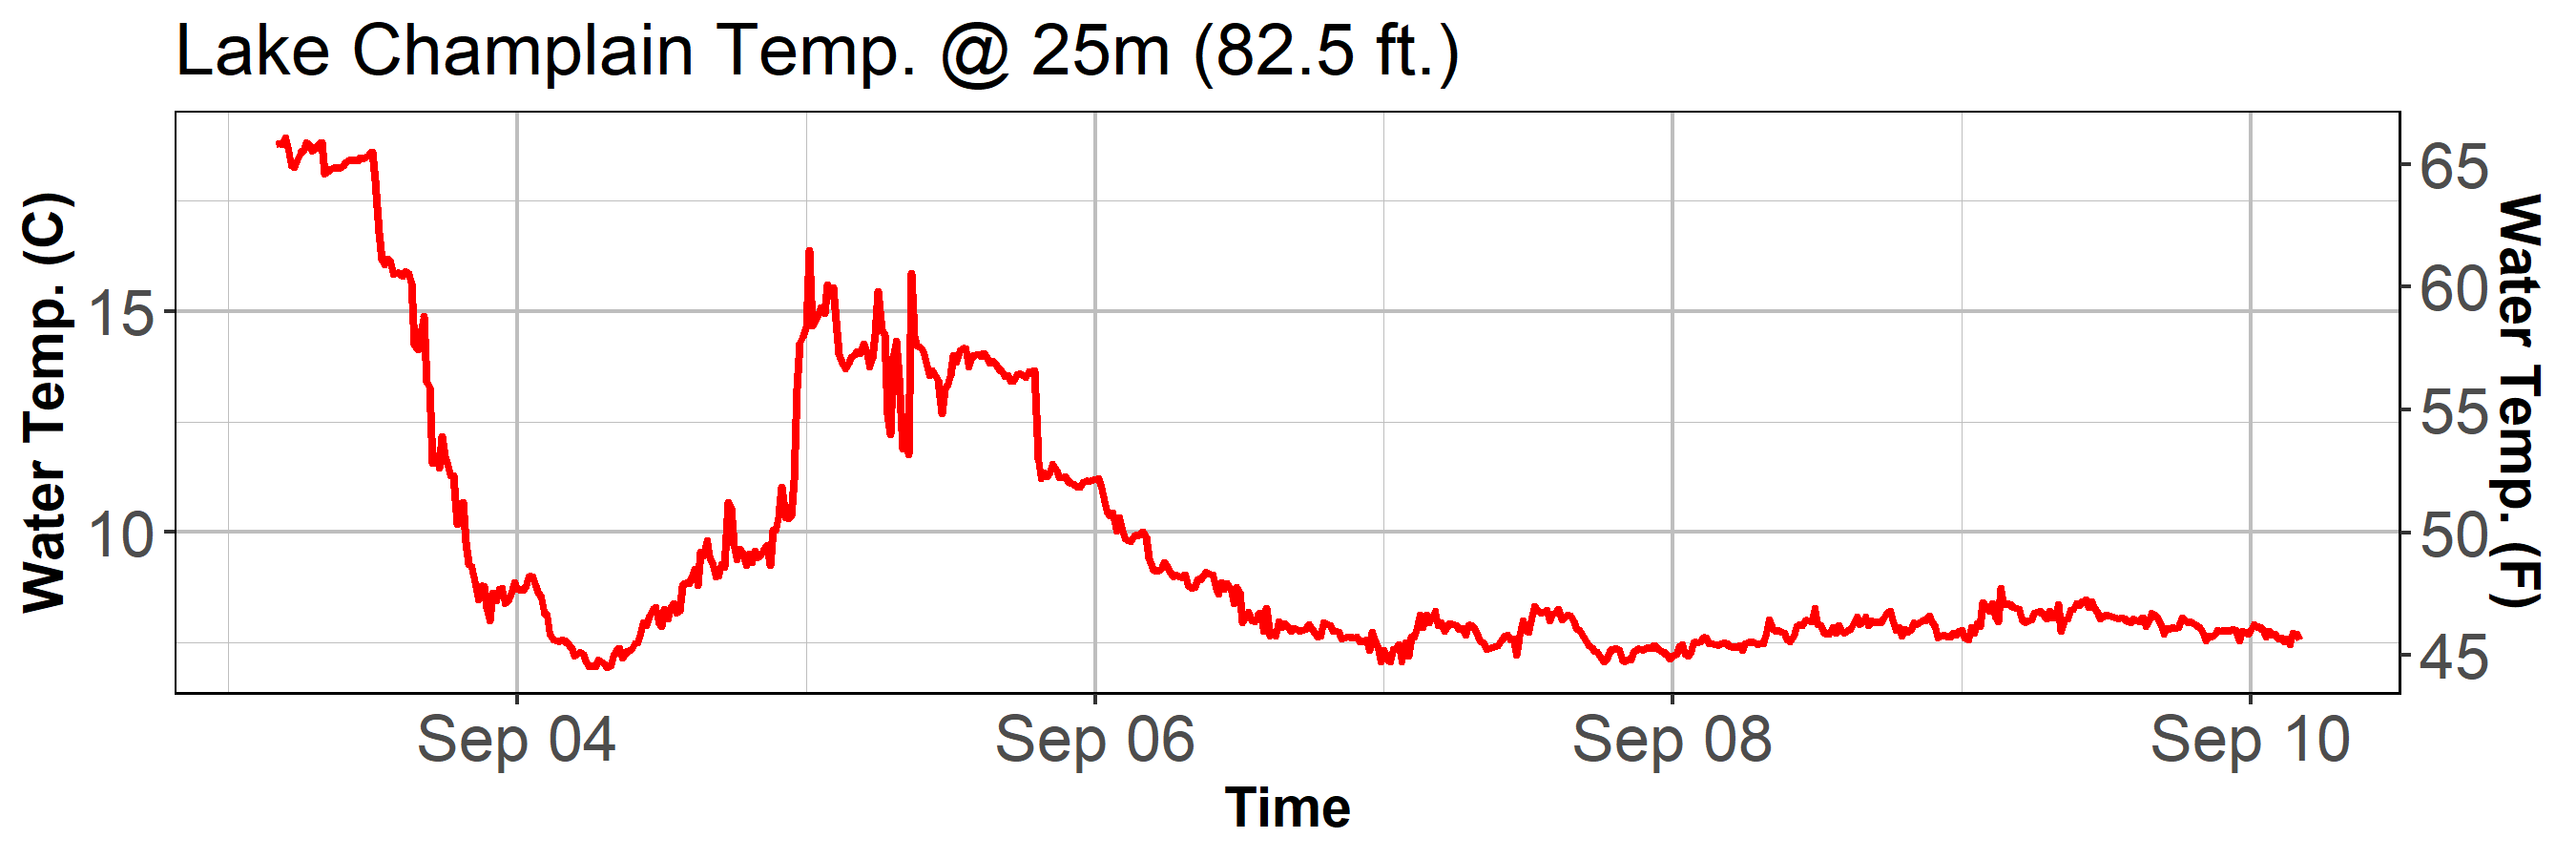 Lake Champlain Temp. @ 25m (82.5 ft.)
Water Temp. (C)
15
10
65
60
55
50
45
Water Temp. (F)
Sep 04
Sep 06
Sep 08
Sep 10
Time